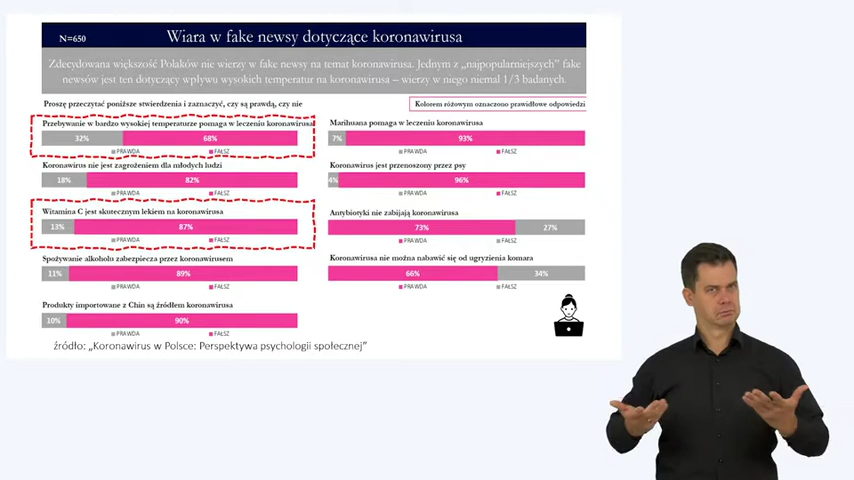 N=650
Wiara w fake newsy dotyczące koronawirusa
Zdecydowana większość Polaków nie wierzy w fake newsy na temat koronawirusa. Jednym z „najpopularniejszych” fake
newsów jest ten dotyczący wpływu wysokich temperatur na koronawirusa – wierzy w niego niemal 1/3 badanych.
Proszę przeczytać poniższe stwierdzenia i zaznaczyć, czy są prawdą, czy nie
Kolorem różowym oznaczono prawidłowe odpowiedzi
Przebywanie w bardzo wysokiej temperaturze pomaga w leczeniu koronawirusa
32% 68%
PRAWDA FAŁSZ
Koronawirus nie jest zagrożeniem dla młodych ludzi
18% 82%
PRAWDA FAŁSZ
Witamina C jest skutecznym lekiem na koronawirusa
13% 87%
PRAWDA FAŁSZ
Spożywanie alkoholu zabezpiecza przez koronawirusem
11% 89%
PRAWDA FAŁSZ
Produkty importowane z Chin są źródłem koronawirusa
10% 90%
PRAWDA FAŁSZ
Marihuana pomaga w leczeniu koronawirusa
7% 93%
PRAWDA FAŁSZ
Koronawirus jest przenoszony przez psy
4% 96%
PRAWDA FAŁSZ
Antybiotyki nie zabijają koronawirusa
73% 27%
PRAWDA FAŁSZ
Koronawirusa nie można nabawić się od ugryzienia komara
66% 34%
PRAWDA FAŁSZ
źródło: „Koronawirus w Polsce: Perspektywa psychologii społecznej”